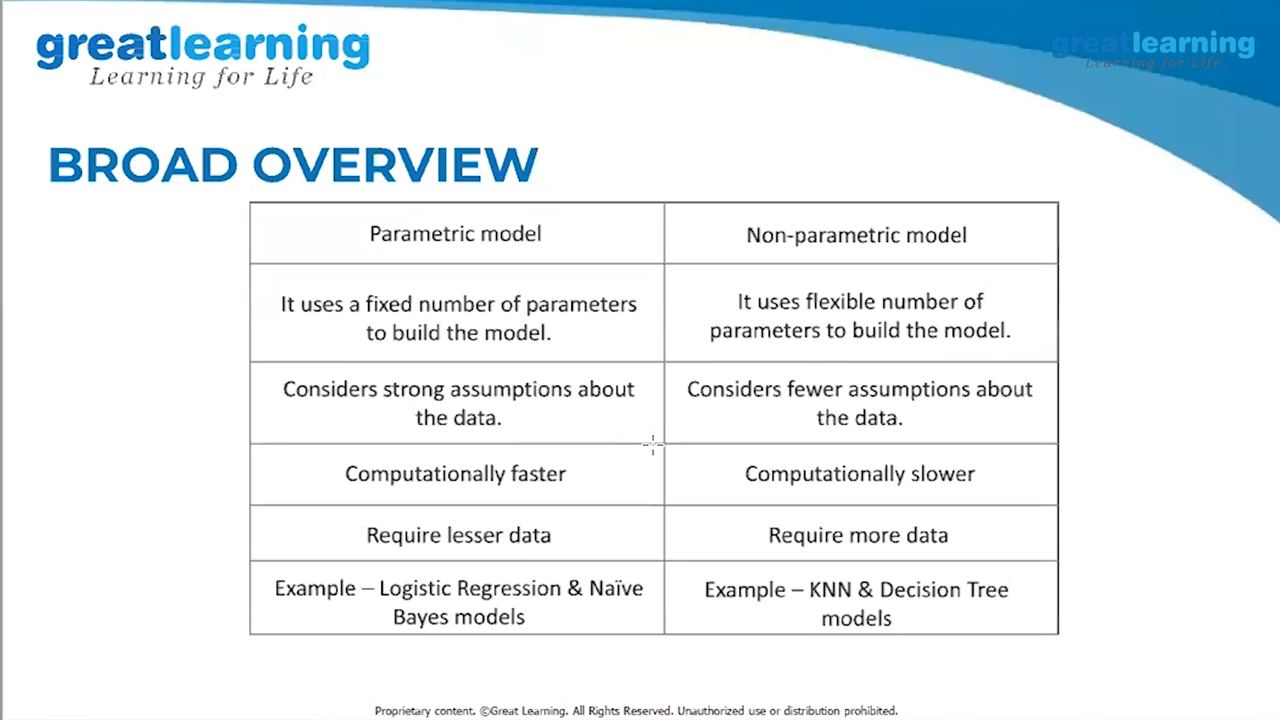 greatlearning
Learning for Life
greatlearning
Learning for Life
BROAD OVERVIEW
Parametric model
Non-parametric model
It uses a fixed number of parameters
to build the model.
It uses flexible number of
parameters to build the model.
Considers strong assumptions about
the data.
Considers fewer assumptions about
the data.
Computationally faster
Computationally slower
Require lesser data
Require more data
Example – Logistic Regression & Naïve
Bayes models
Example – KNN & Decision Tree
models
Proprietary content. ©Great Learning. All Rights Reserved. Unauthorized use or distribution prohibited.